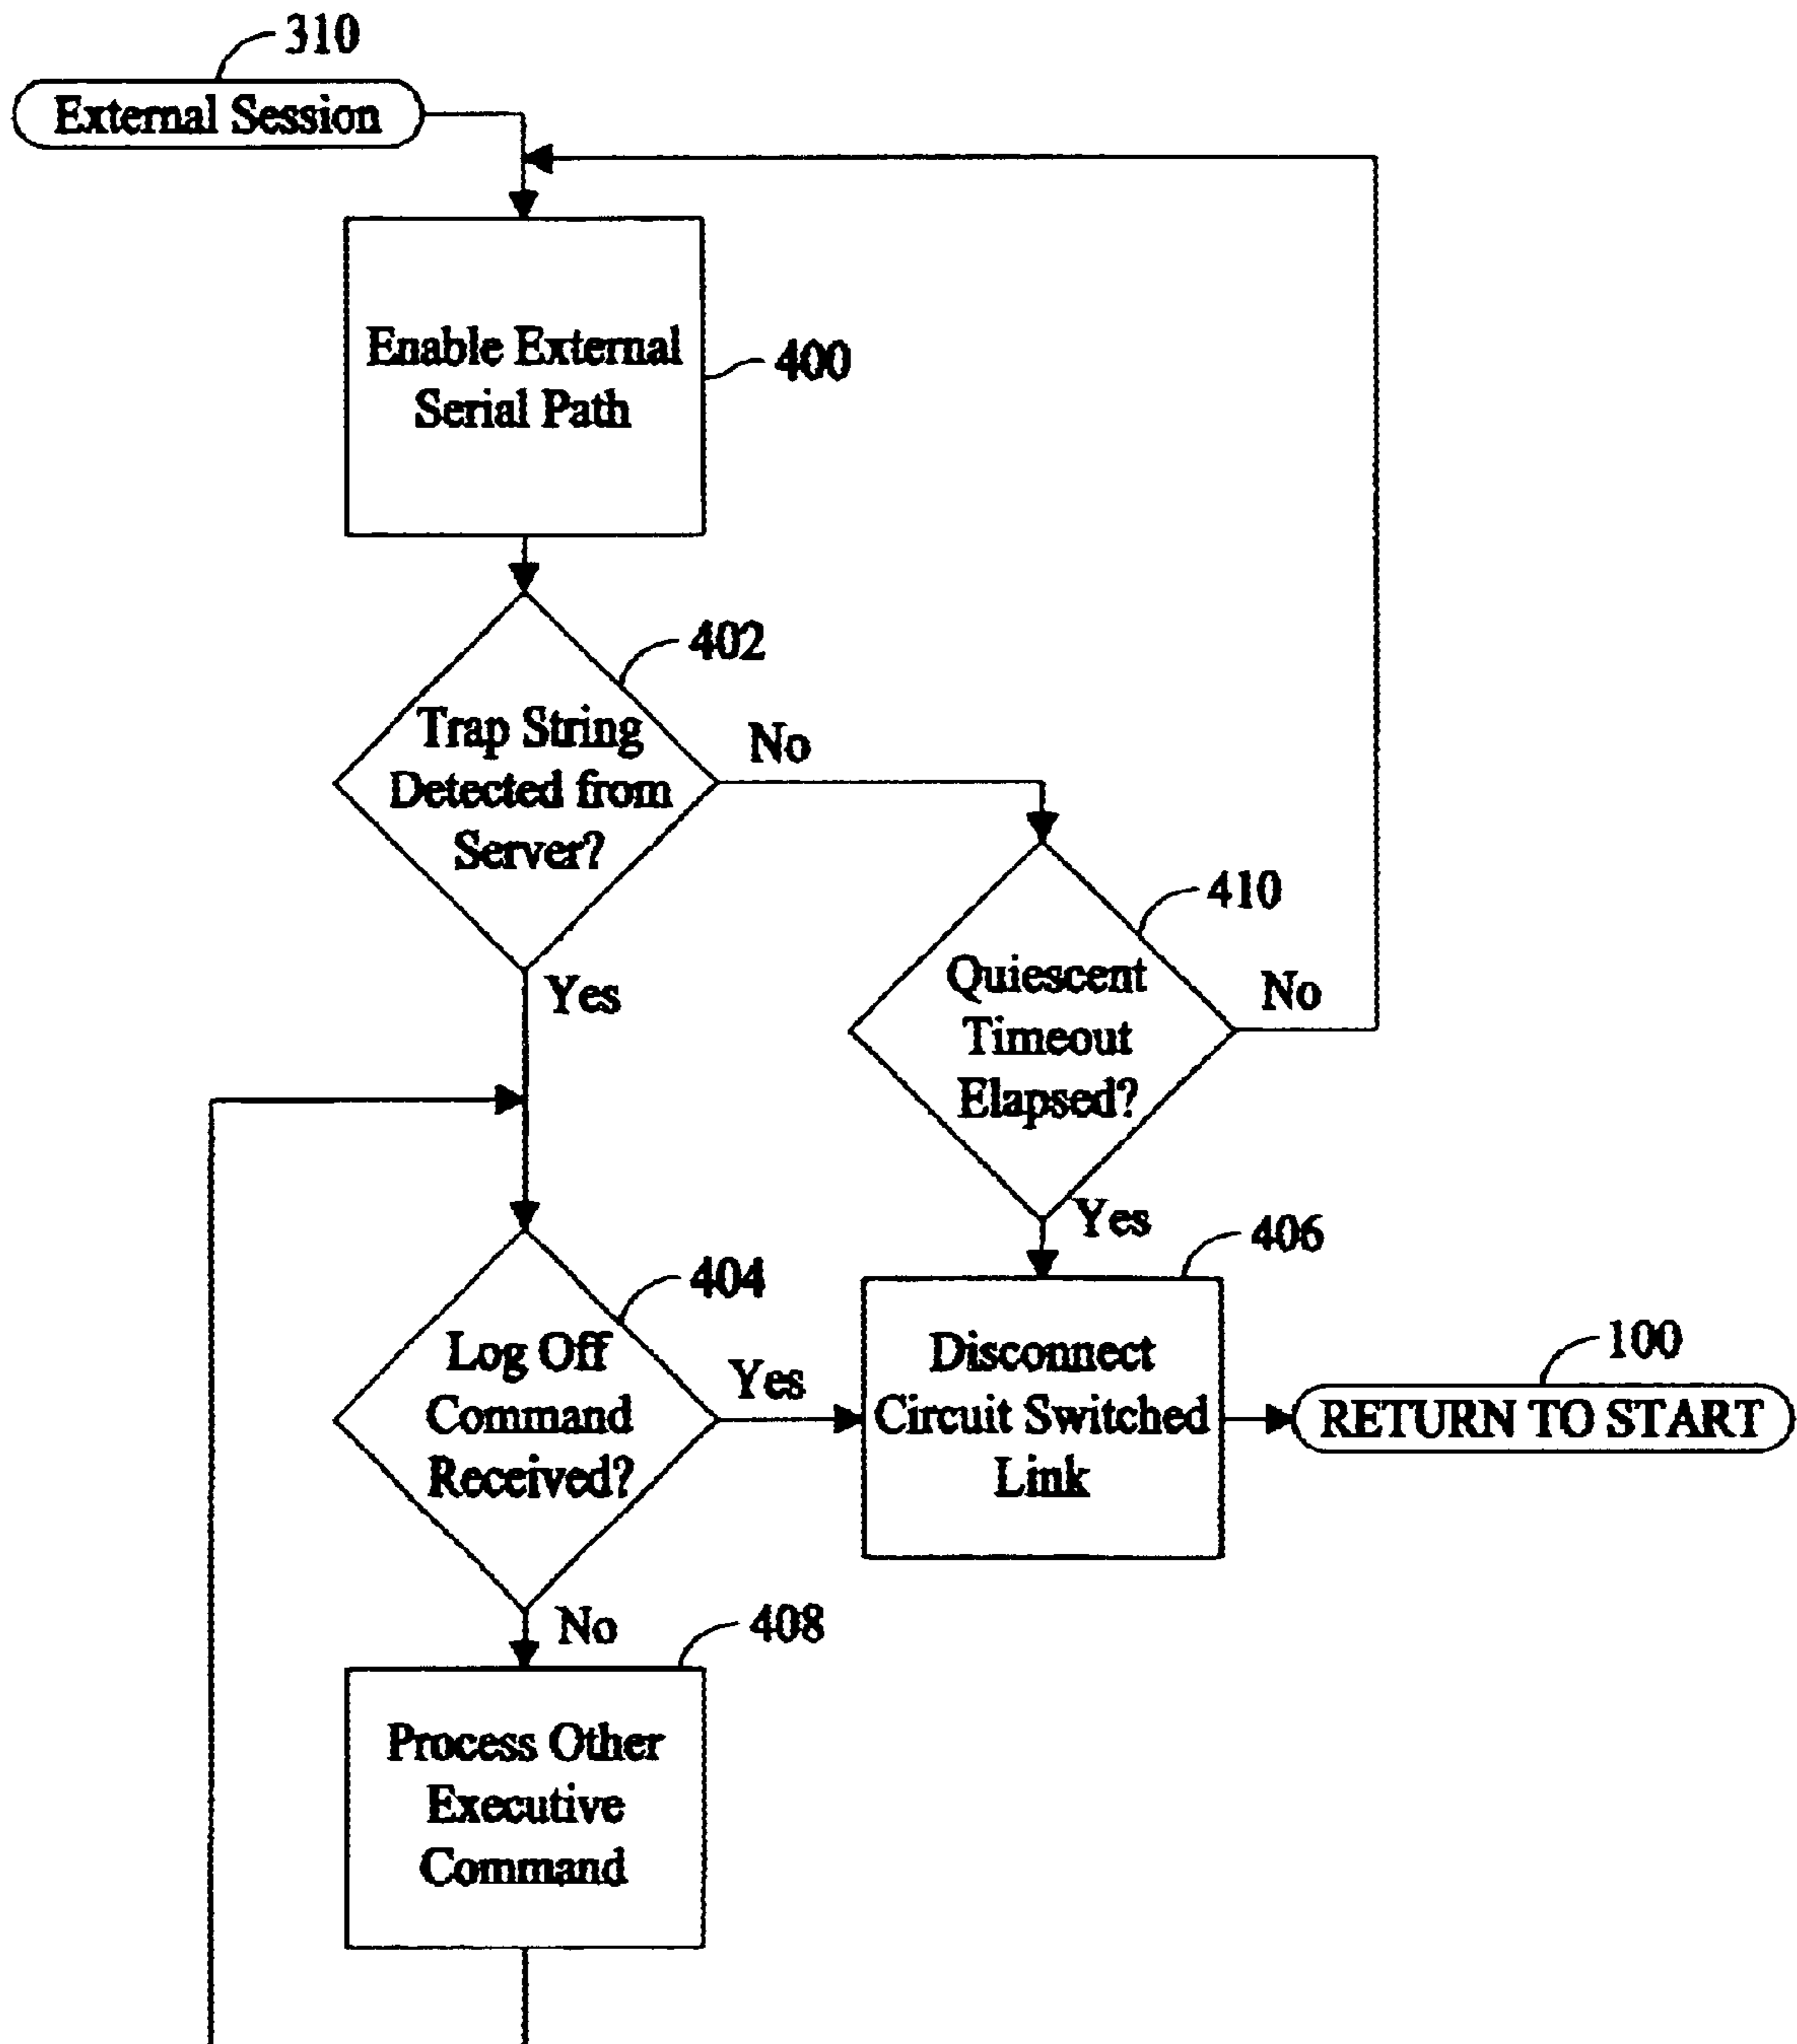 310
External Session
Enable External
Serial Path
400
402
Trap String
Detected from
Server?
No
Yes
410
Quiescent
Timeout
Elapsed?
No
Yes
404
Log Off
Command
Received?
Yes
406
Disconnect
Circuit Switched
Link
100
RETURN TO START
No
408
Process Other
Executive
Command